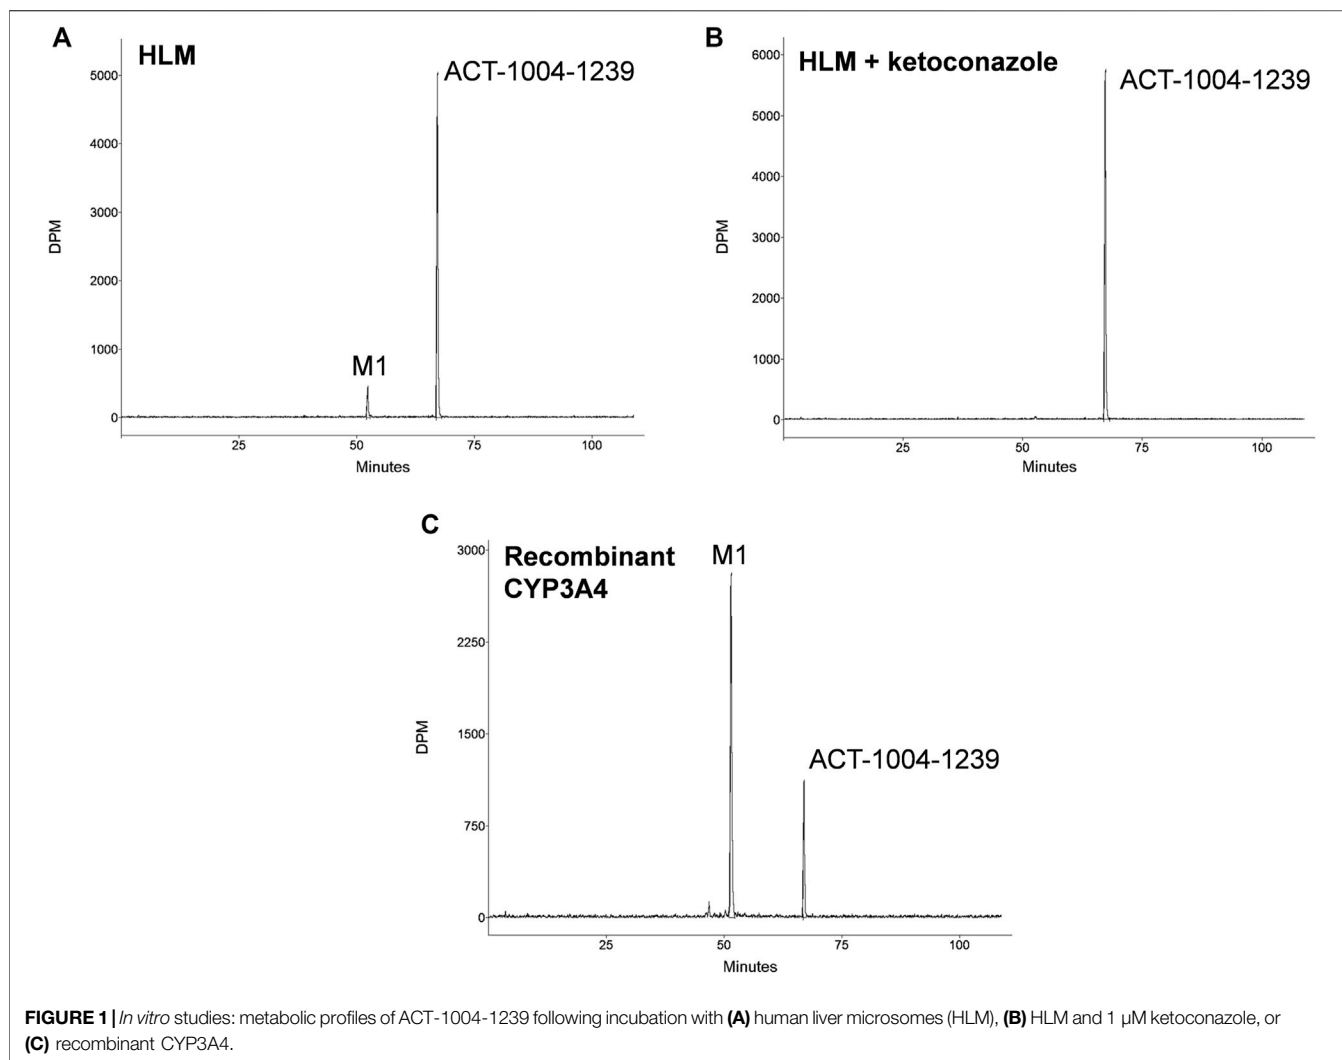 A
HLM
ACT-1004-1239
5000
4000
3000
2000
1000
0
DPM
M1
25
50
75
100
Minutes
B
HLM + ketoconazole
ACT-1004-1239
6000
5000
4000
3000
2000
1000
0
DPM
25
50
75
100
Minutes
C
Recombinant
CYP3A4
M1
ACT-1004-1239
3000
2250
1500
750
0
DPM
25
50
75
100
Minutes
FIGURE 1 | In vitro studies: metabolic profiles of ACT-1004-1239 following incubation with (A) human liver microsomes (HLM), (B) HLM and 1 µM ketoconazole, or
(C) recombinant CYP3A4.